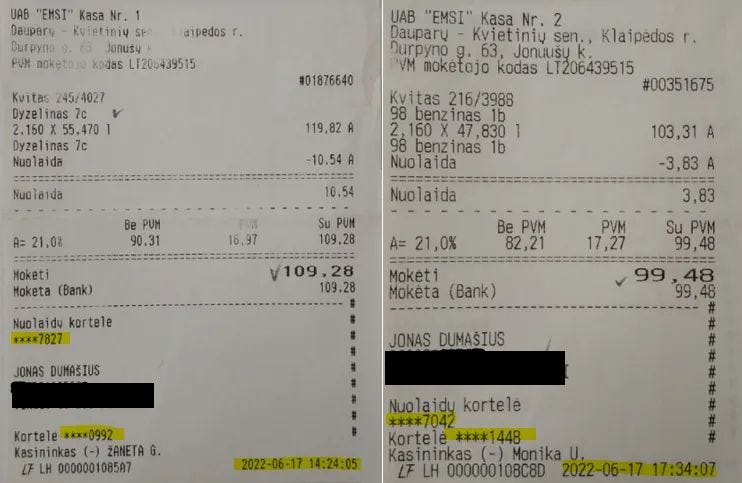 UAB "EMSI" Kasa Nr. 1
Dauparų - Kvietinių sen., Klaipėdos r.
Durpyno g. 63, Jonušų k.
PVM mokėtojo kodas LT206439515
#01876640
Kvitas 245/4027
Dyzelinas 7c
2.160 X 55,470 l 119,82 A
Dyzelinas 7c
Nuolaida -10,54 A
Nuolaida 10,54
Be PVM PVM Su PVM
A= 21,0% 90,31 18,97 109,28
Mokėti 109,28
Mokėta (Bank) 109,28
#
Nuolaidų kortelė #
****7827 #
#
#
JONAS DUMAŠIUS #
#
#
Kortelė ****0992 #
Kasininkas (-) ŽANETA G.
LF LH 0000001085A7 2022-06-17 14:24:05
UAB "EMSI" Kasa Nr. 2
Dauparų - Kvietinių sen., Klaipėdos r.
Durpyno g. 63, Jonuušų k.
PVM mokėtojo kodas LT206439515
#00351675
Kvitas 216/3988
98 benzinas 1b
2,160 X 47,830 l 103,31 A
98 benzinas 1b
Nuolaida -3,83 A
Nuolaida 3,83
Be PVM PVM Su PVM
A= 21,0% 82,21 17,27 99,48
Mokėti 99,48
Mokėta (Bank) 99,48
#
#
JONAS DUMAŠIUS #
#
#
#
Nuolaidų kortelė #
****7042 #
Kortelė ****1448 #
Kasininkas (-) Monika U.
LF LH 000000108C8D 2022-06-17 17:34:07